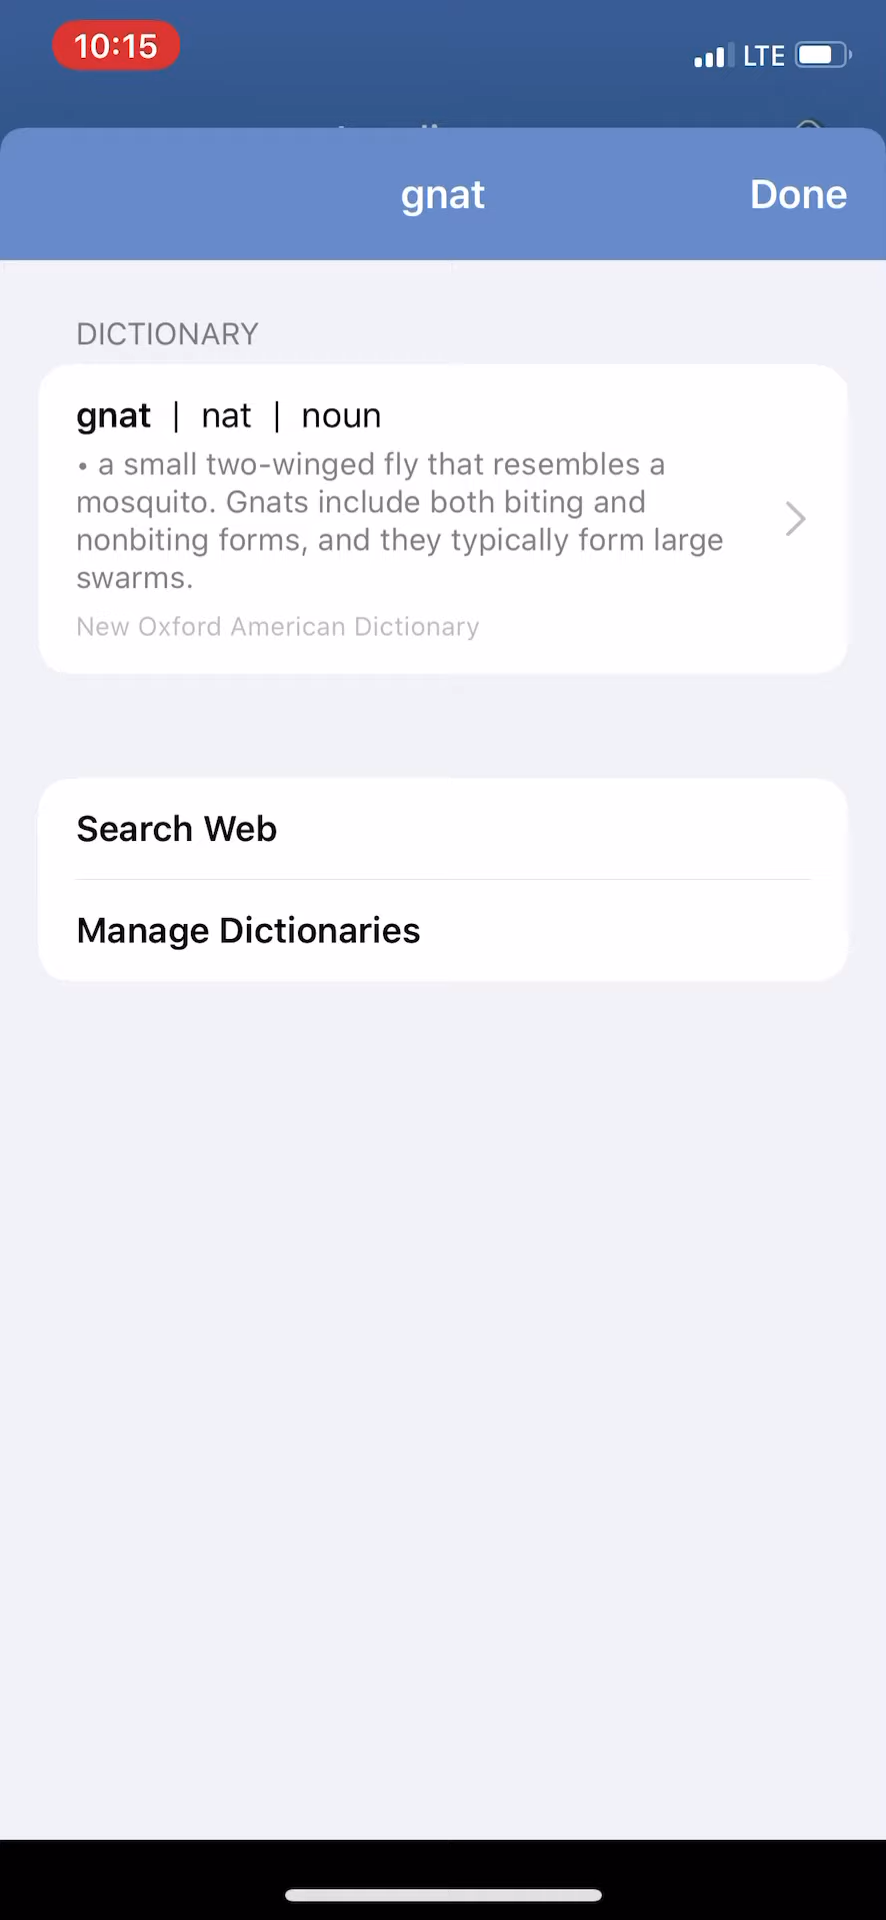 10:15
LTE
gnat
Done
DICTIONARY
gnat | nat | noun
• a small two-winged fly that resembles a
mosquito. Gnats include both biting and
nonbiting forms, and they typically form large
swarms.
New Oxford American Dictionary
Search Web
Manage Dictionaries